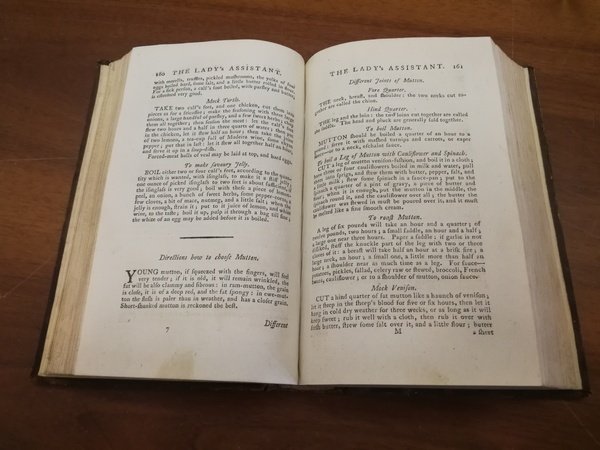 160 THE LADY's ASSISTANT.
with morells, truffles, pickled mushrooms, the yolks of four
eggs boiled hard, some salt, and a little butter rolled in flour.
For a sick person, a calf's foot boiled, with parsley and butter,
is esteemed very good.
Mock Turtle.
TAKE two calf's feet, and one chicken, cut them into
pieces for a fricassee; make the seasoning with three large
onions, a large handful of parsley, and a few sweet herbs; chop
them all together, then season the meat: let the calf's feet
stew two hours and a half in three quarts of water; then put
in the chicken, let it stew half an hour; then take the juice
of two lemons, a tea-cup full of Madeira wine, some Cayenne
pepper; put that in last: let it stew all together half an hour,
and serve it up in a soup-dish.
Forced-meat balls of veal may be laid at top, and hard eggs.
To make savoury Jelly.
BOIL either two or four calf's feet, according to the quan-
tity which is wanted, with isinglass, to make it a stiff jelly;
one ounce of picked isinglass to two feet is about sufficient, if
the isinglass is very good; boil with these a piece of lemon-
peel, an onion, a bunch of sweet herbs, some pepper-corns, a
few cloves, a bit of mace, nutmeg, and a little salt: when the
jelly is enough, strain it; put to it juice of lemon, and white
wine, to the taste; boil it up, pulp it through a bag till fine;
the white of an egg may be added before it is boiled.
Directions how to choose Mutton.
YOUNG mutton, if squeezed with the fingers, will feel
very tender; if it is old, it will remain wrinkled, the
fat will be also clammy and fibrous: in ram-mutton, the grain
is close, it is of a deep red, and the fat spongy: in ewe-mut-
ton the flesh is paler than in weather, and has a closer grain.
Short-shanked mutton is reckoned the best.
7 Different
THE LADY's ASSISTANT. 161
Different Joints of Mutton.
Fore Quarter.
THE neck, breast, and shoulder: the two necks cut to-
gether are called the chine.
Hind Quarter.
THE leg and the loin: the two loins cut together are called
the saddle. The head and pluck are generally sold together.
To boil Mutton.
MUTTON should be boiled a quarter of an hour to a
pound; serve it with mashed turnips and carrots, or caper
sauce: to a neck, eschalot sauce.
To boil a Leg of Mutton with Cauliflower and Spinach.
CUT a leg of mutton venison-fashion, and boil it in a cloth;
have three or four cauliflowers boiled in milk and water, pull
them into sprigs, and stew them with butter, pepper, salt, and
a little milk; stew some spinach in a sauce-pan; put to the
spinach a quarter of a pint of gravy, a piece of butter and
flour; when it is enough, put the mutton in the middle, the
spinach round it, and the cauliflower over all; the butter the
cauliflower was stewed in must be poured over it, and it must
be melted like a fine smooth cream.
To roast Mutton.
A leg of six pounds will take an hour and a quarter; of
twelve pounds, two hours; a small saddle, an hour and a half;
a large one near three hours. Paper a saddle: if garlic is not
disliked, stuff the knuckle part of the leg with two or three
cloves of it: a breast will take half an hour at a brisk fire; a
large neck, an hour; a small one, a little more than half an
hour; a shoulder near as much time as a leg. For sauce—
potatoes, pickles, sallad, celery raw or stewed, broccoli, French
beans, cauliflower; or to a shoulder of mutton, onion sauce.
Mock Venison.
CUT a hind quarter of fat mutton like a haunch of venison;
let it steep in the sheep's blood for five or six hours, then let it
hang in cold dry weather for three weeks, or as long as it will
keep sweet; rub it well with a cloth, then rub it over with
fresh butter, strew some salt over it, and a little flour; butter
M a sheet